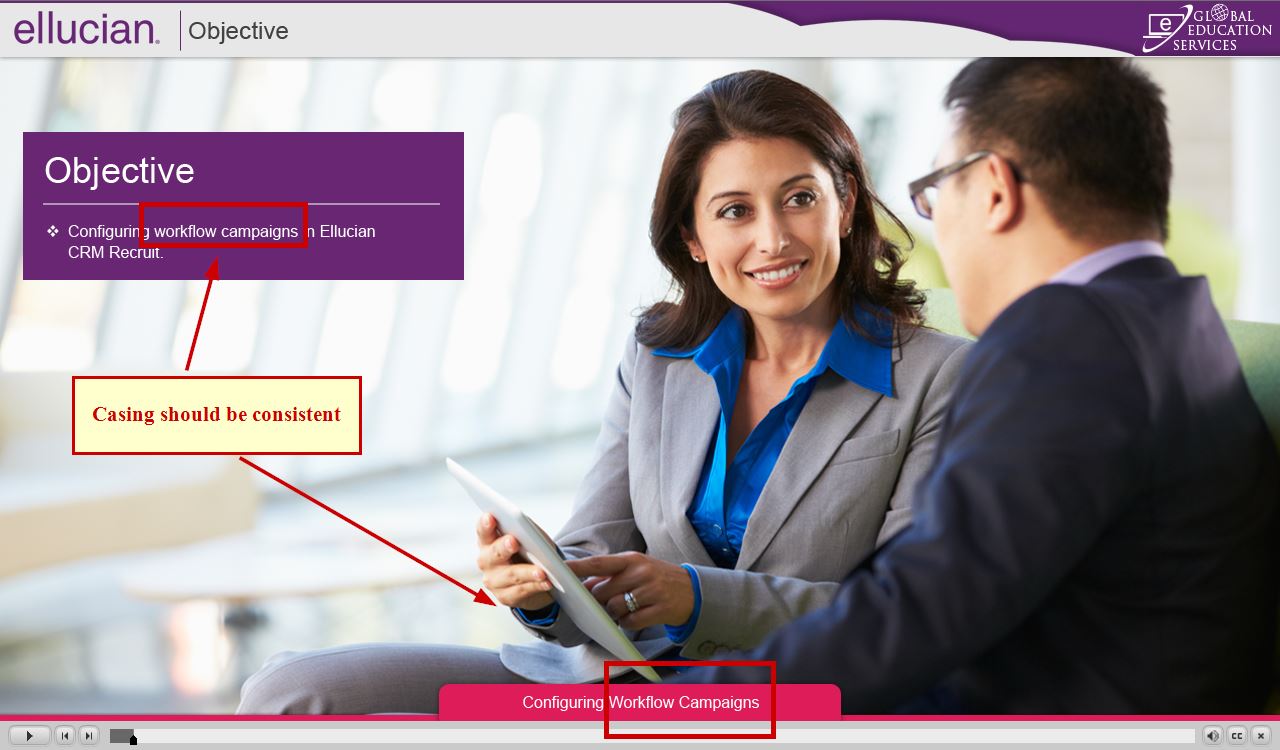 ellucian.
Objective
GLOBAL
EDUCATION
SERVICES
e
Objective
Configuring workflow campaigns in Ellucian
CRM Recruit.
Casing should be consistent
Configuring Workflow Campaigns
CC